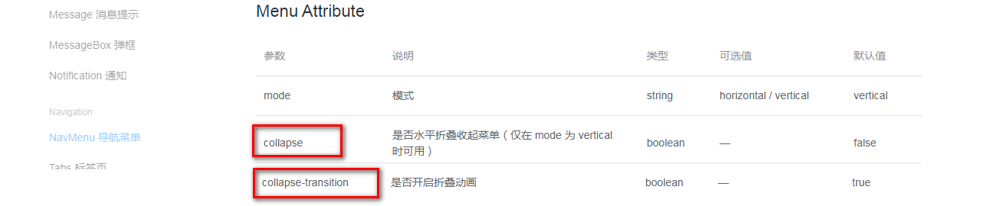 Message 消息提示
MessageBox 弹框
Notification 通知
Navigation
NavMenu 导航菜单
Tabs 标签页
Menu Attribute
参数 说明 类型 可选值 默认值
mode 模式 string horizontal / vertical vertical
collapse 是否水平折叠收起菜单（仅在 mode 为 vertical
时可用） boolean — false
collapse-transition 是否开启折叠动画 boolean — true